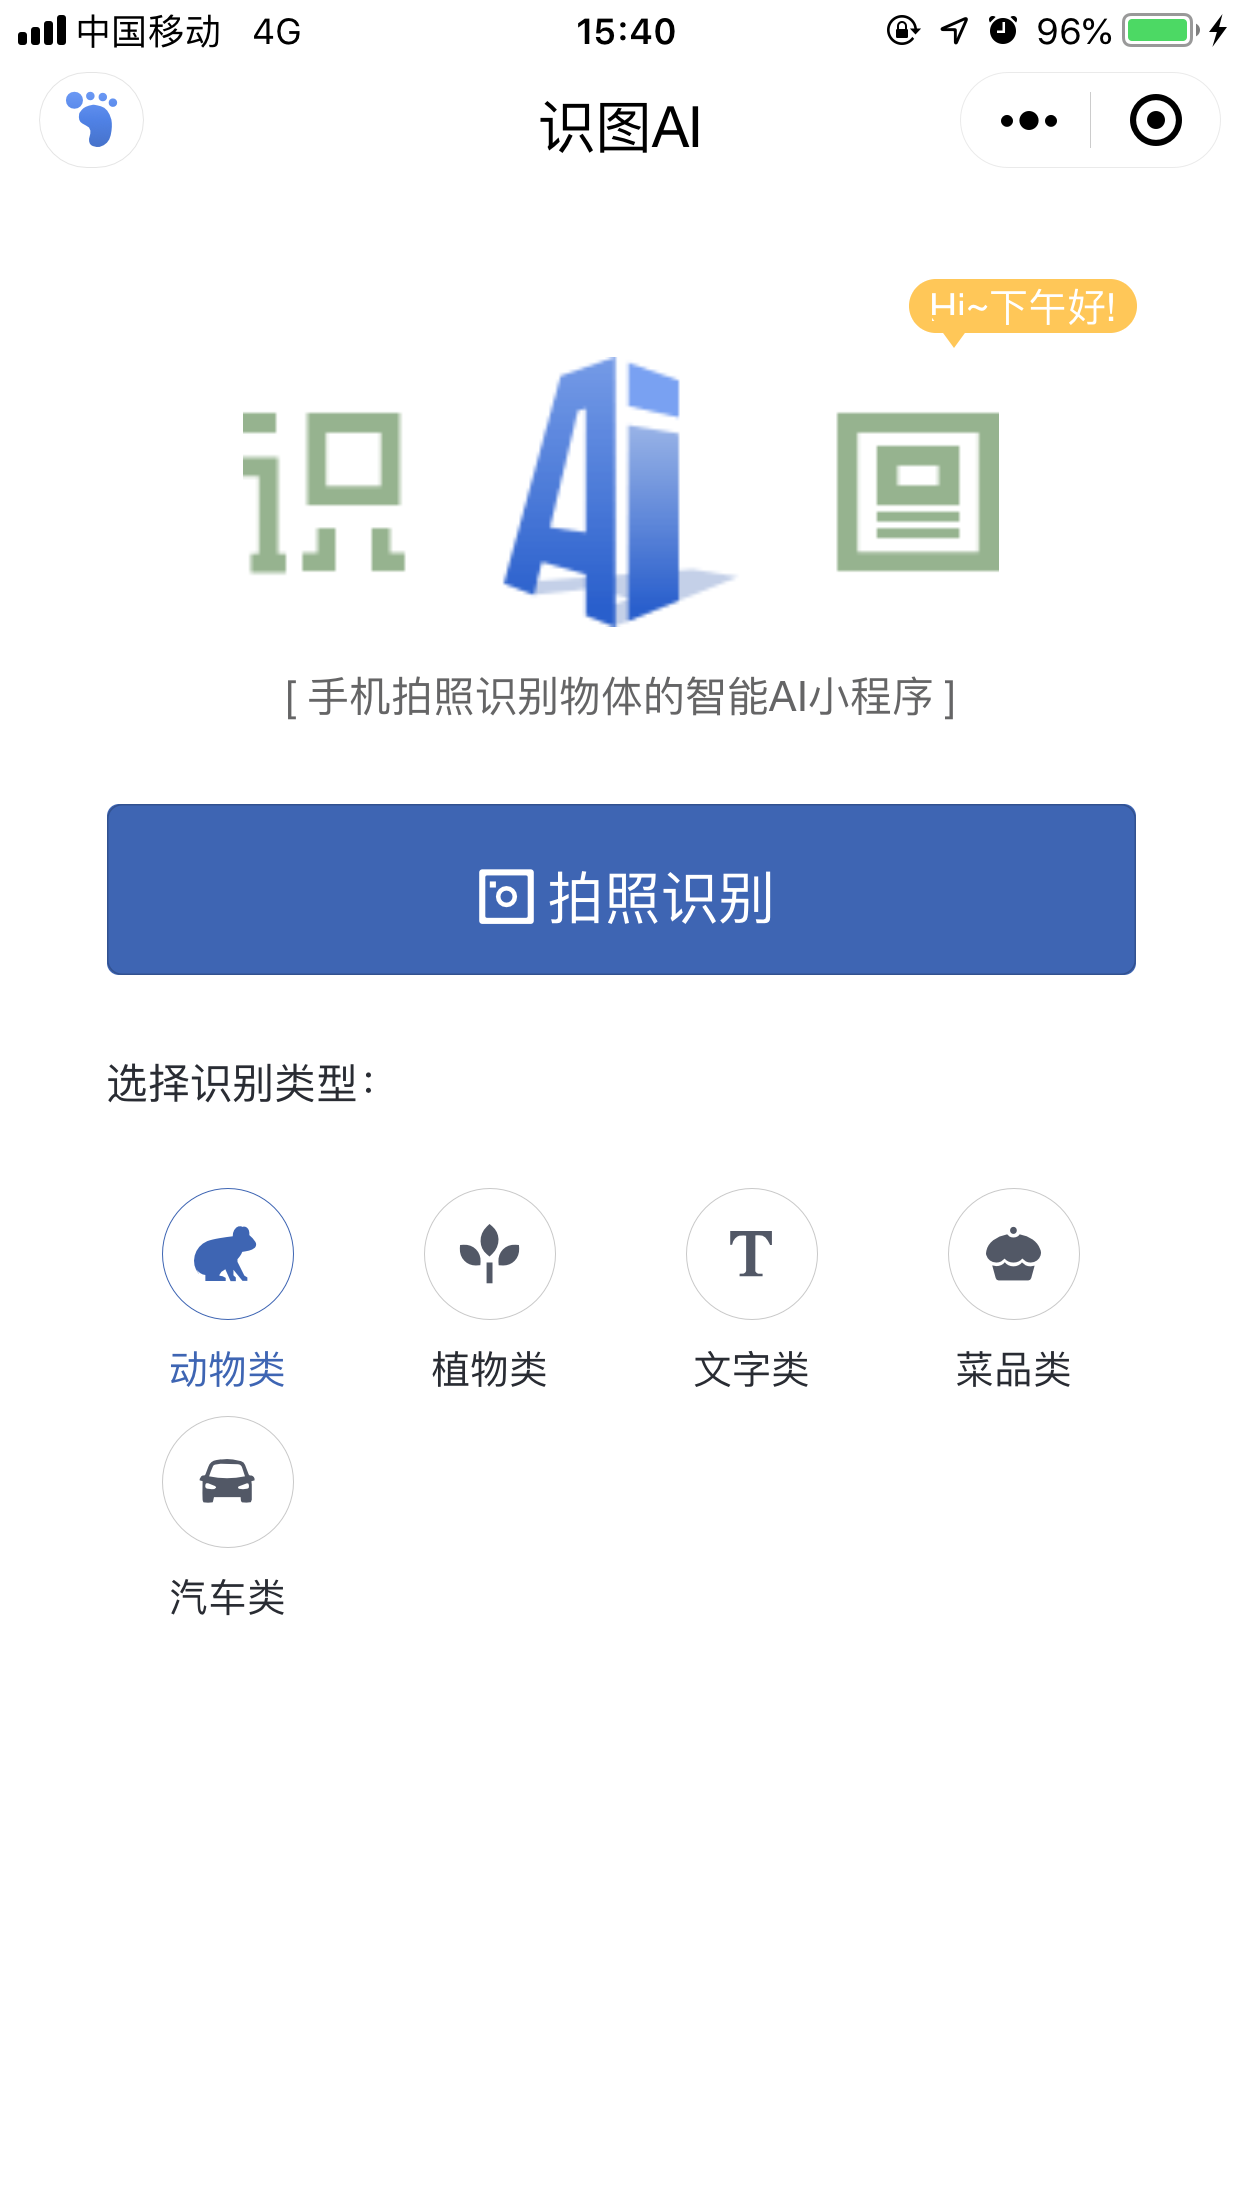 中国移动 4G 15:40 96%
识图AI
Hi~下午好!
识 Ai 图
[ 手机拍照识别物体的智能AI小程序 ]
拍照识别
选择识别类型：
T
动物类 植物类 文字类 菜品类
汽车类